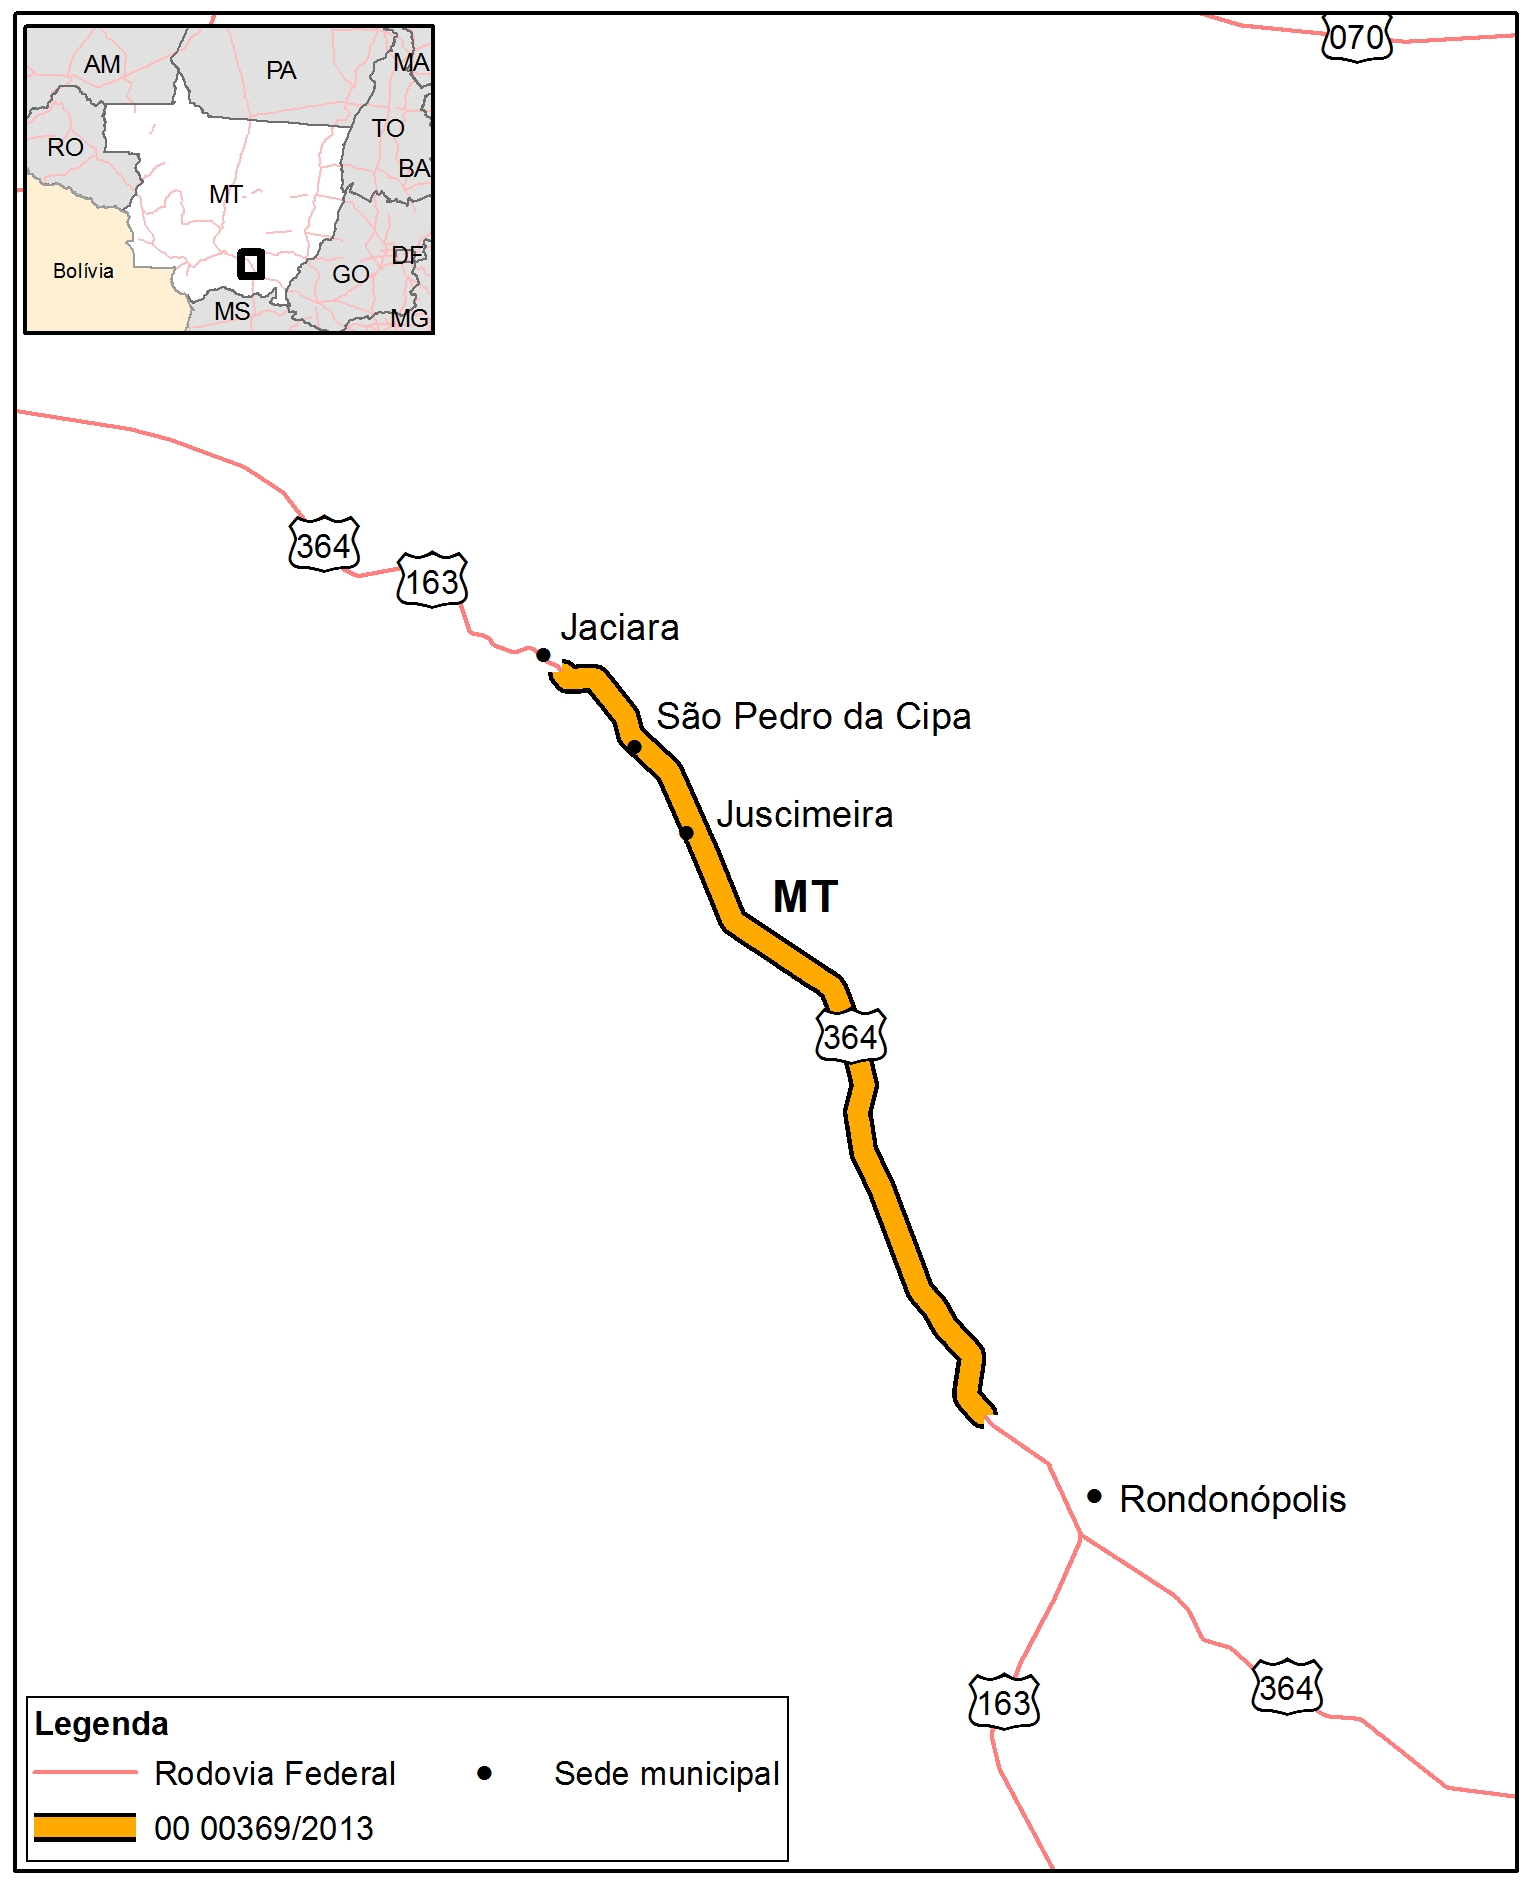 070
AM
PA
MA
RO
TO
BA
MT
Bolívia
DF
GO
MS
MG
364
163
Jaciara
São Pedro da Cipa
Juscimeira
MT
364
Rondonópolis
163
364
Legenda
Rodovia Federal
Sede municipal
00 00369/2013